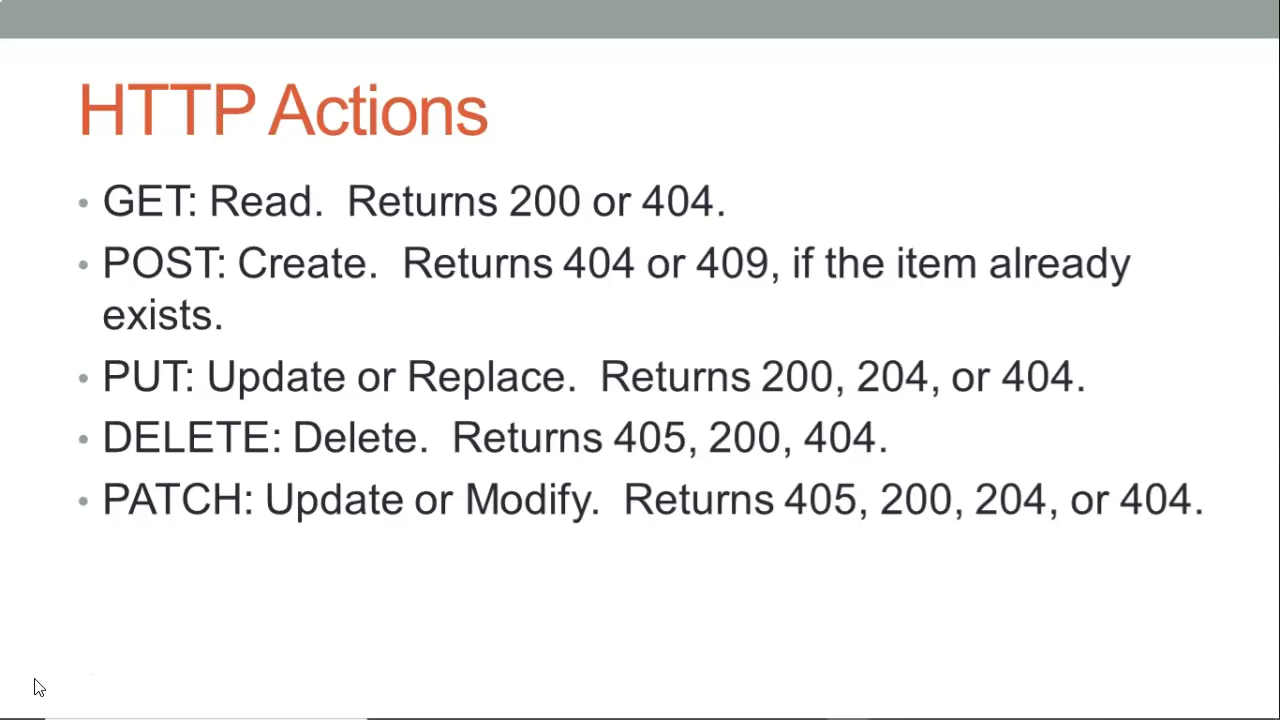 HTTP Actions
• GET: Read.  Returns 200 or 404.
• POST: Create.  Returns 404 or 409, if the item already
exists.
• PUT: Update or Replace.  Returns 200, 204, or 404.
• DELETE: Delete.  Returns 405, 200, 404.
• PATCH: Update or Modify.  Returns 405, 200, 204, or 404.